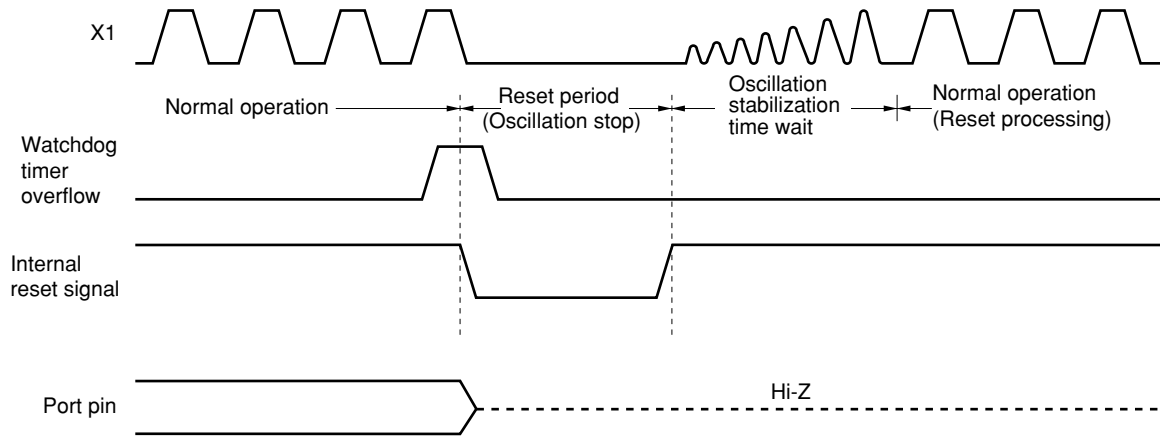 X1
Normal operation
Reset period
(Oscillation stop)
Oscillation
stabilization
time wait
Normal operation
(Reset processing)
Watchdog
timer
overflow
Internal
reset signal
Hi-Z
Port pin